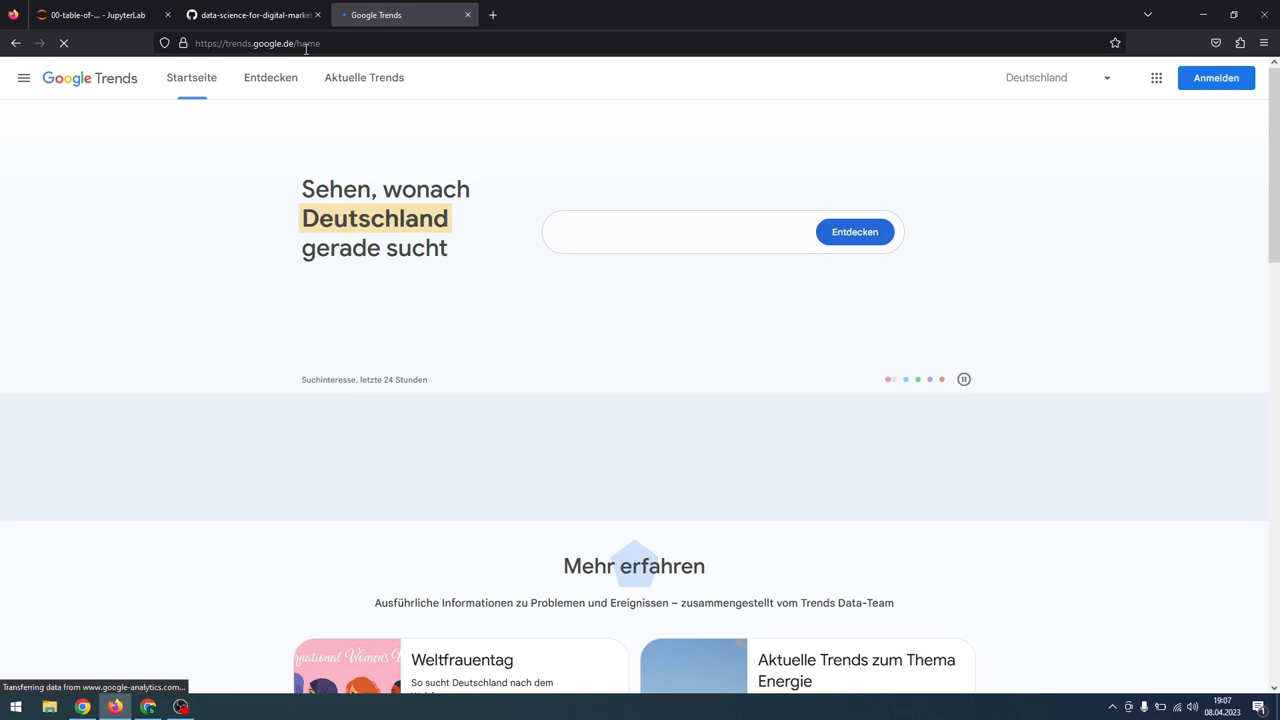 00-table-of-... - JupyterLab
data-science-for-digital-market
Google Trends
https://trends.google.de/home
Google Trends
Startseite
Entdecken
Aktuelle Trends
Deutschland
Anmelden
Sehen, wonach
Deutschland
gerade sucht
Entdecken
Suchinteresse, letzte 24 Stunden
Mehr erfahren
Ausführliche Informationen zu Problemen und Ereignissen – zusammengestellt vom Trends Data-Team
Weltfrauentag
So sucht Deutschland nach dem
Aktuelle Trends zum Thema
Energie
Transferring data from www.google-analytics.com…
19:07
08.04.2023